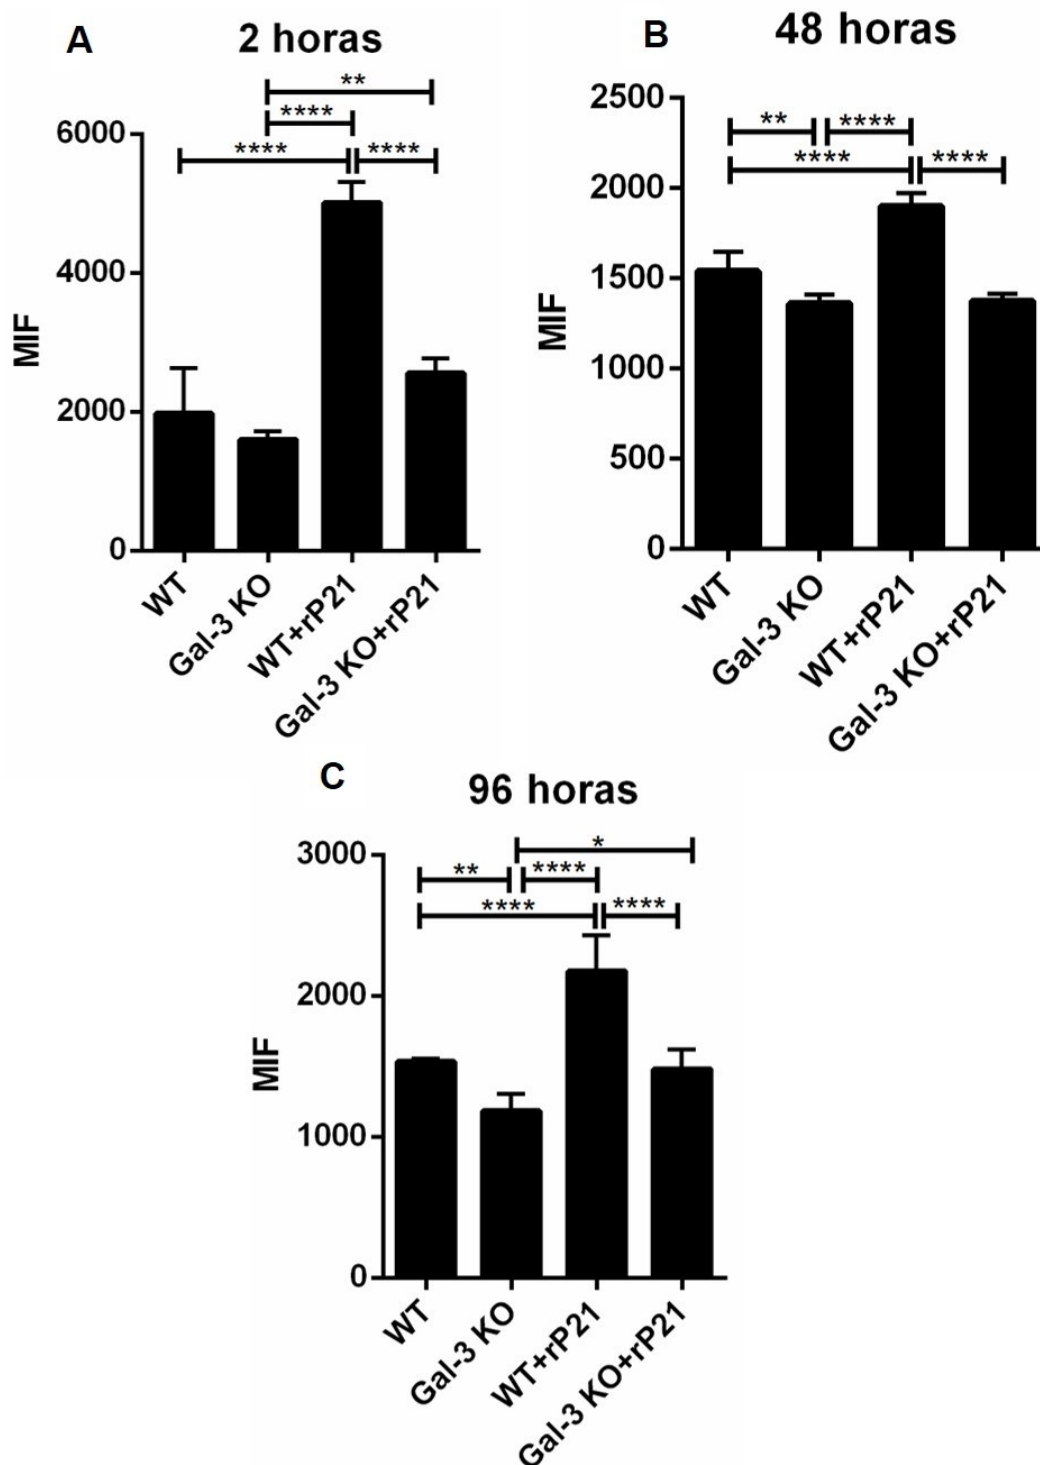 A
2 horas
**
****
****
****
6000
4000
2000
0
MIF
WT
Gal-3 KO
WT+rP21
Gal-3 KO+rP21
B
48 horas
**
****
****
****
2500
2000
1500
1000
500
0
MIF
WT
Gal-3 KO
WT+rP21
Gal-3 KO+rP21
C
96 horas
*
**
****
****
****
3000
2000
1000
0
MIF
WT
Gal-3 KO
WT+rP21
Gal-3 KO+rP21